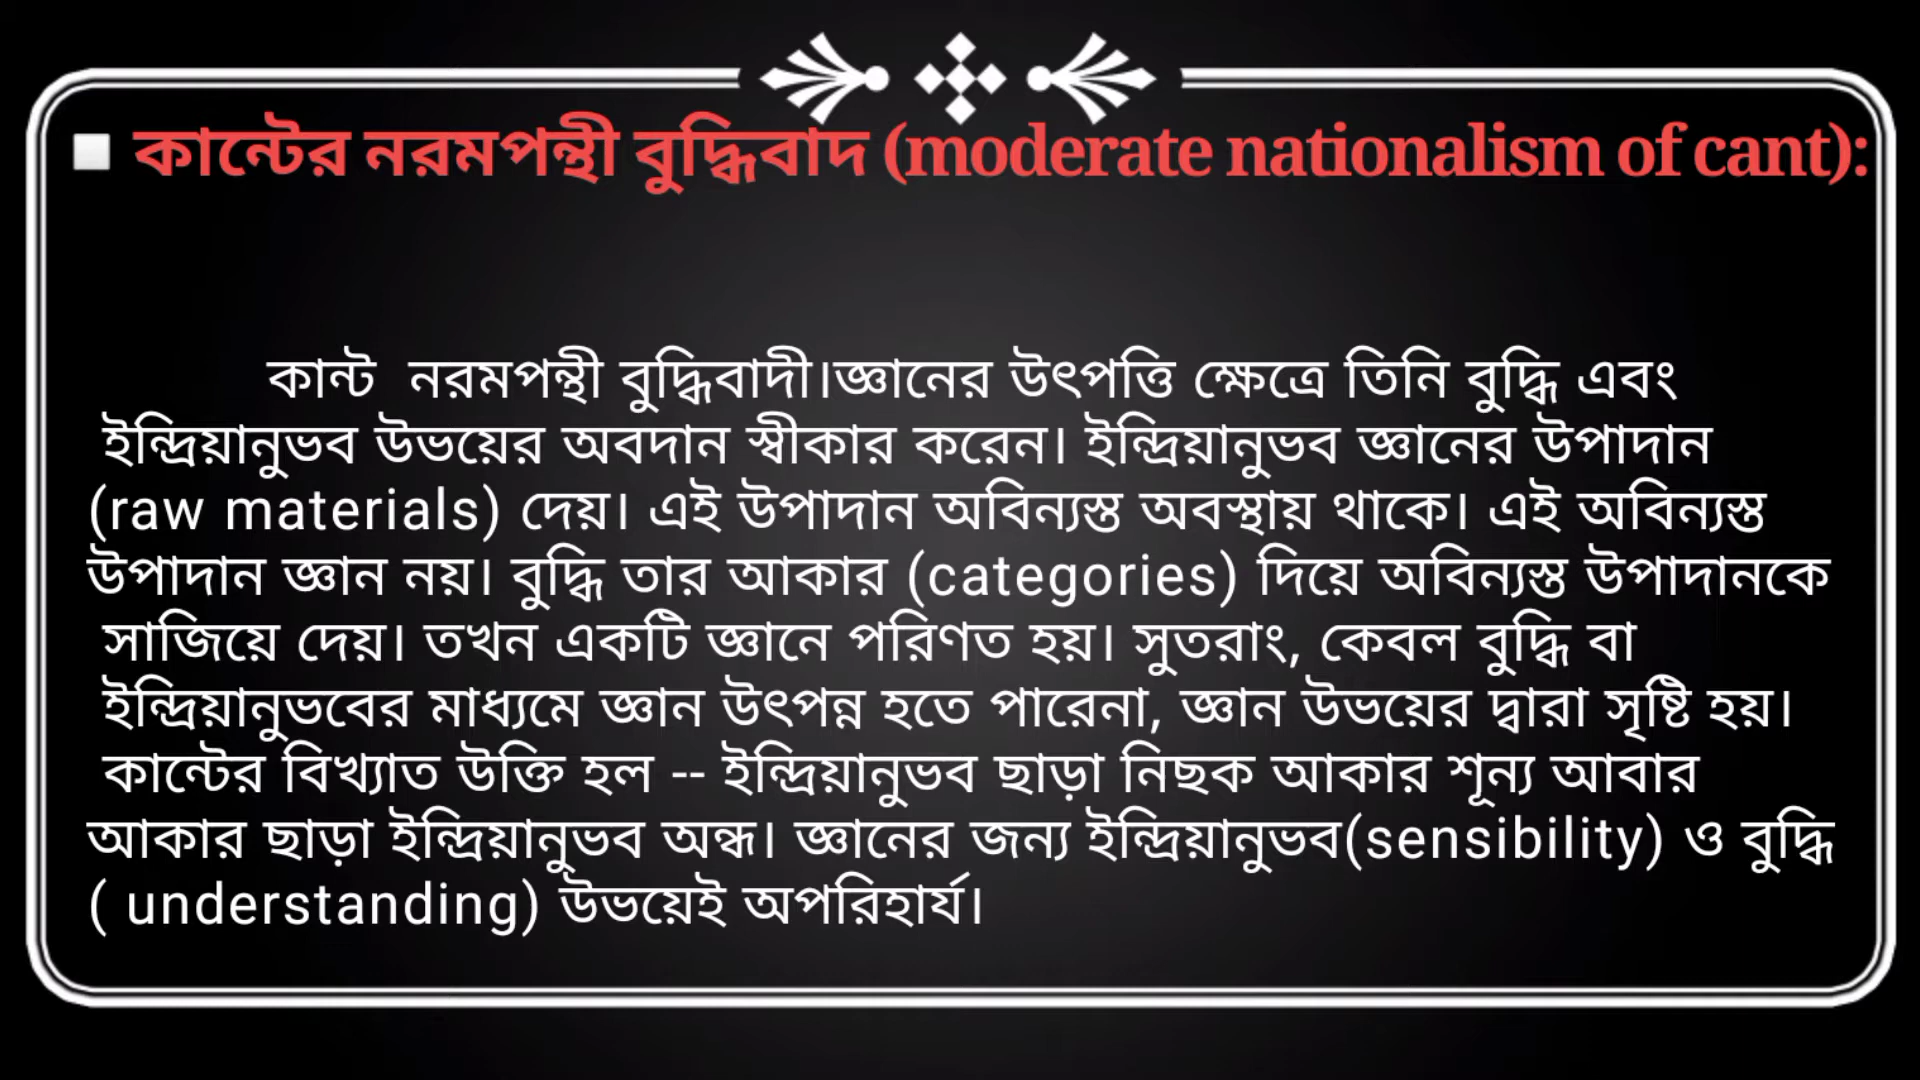 কান্টের নরমপন্থী বুদ্ধিবাদ (moderate nationalism of cant):
কান্ট নরমপন্থী বুদ্ধিবাদী।জ্ঞানের উৎপত্তি ক্ষেত্রে তিনি বুদ্ধি এবং
ইন্দ্রিয়ানুভব উভয়ের অবদান স্বীকার করেন। ইন্দ্রিয়ানুভব জ্ঞানের উপাদান
(raw materials) দেয়। এই উপাদান অবিন্যস্ত অবস্থায় থাকে। এই অবিন্যস্ত
উপাদান জ্ঞান নয়। বুদ্ধি তার আকার (categories) দিয়ে অবিন্যস্ত উপাদানকে
সাজিয়ে দেয়। তখন একটি জ্ঞানে পরিণত হয়। সুতরাং, কেবল বুদ্ধি বা
ইন্দ্রিয়ানুভবের মাধ্যমে জ্ঞান উৎপন্ন হতে পারেনা, জ্ঞান উভয়ের দ্বারা সৃষ্টি হয়।
কান্টের বিখ্যাত উক্তি হল -- ইন্দ্রিয়ানুভব ছাড়া নিছক আকার শূন্য আবার
আকার ছাড়া ইন্দ্রিয়ানুভব অন্ধ। জ্ঞানের জন্য ইন্দ্রিয়ানুভব(sensibility) ও বুদ্ধি
( understanding) উভয়েই অপরিহার্য।